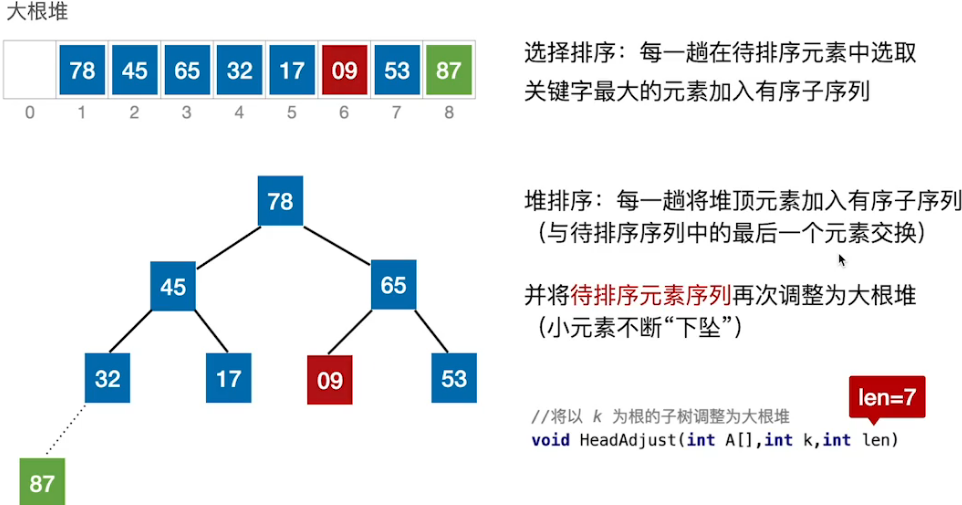 大根堆
78 45 65 32 17 09 53 87
0 1 2 3 4 5 6 7 8
选择排序：每一趟在待排序元素中选取
关键字最大的元素加入有序子序列
78
45 65
32 17 09 53
87
堆排序：每一趟将堆顶元素加入有序子序列
（与待排序序列中的最后一个元素交换）
并将待排序元素序列再次调整为大根堆
（小元素不断“下坠”）
len=7
//将以 k 为根的子树调整为大根堆
void HeadAdjust(int A[],int k,int len)